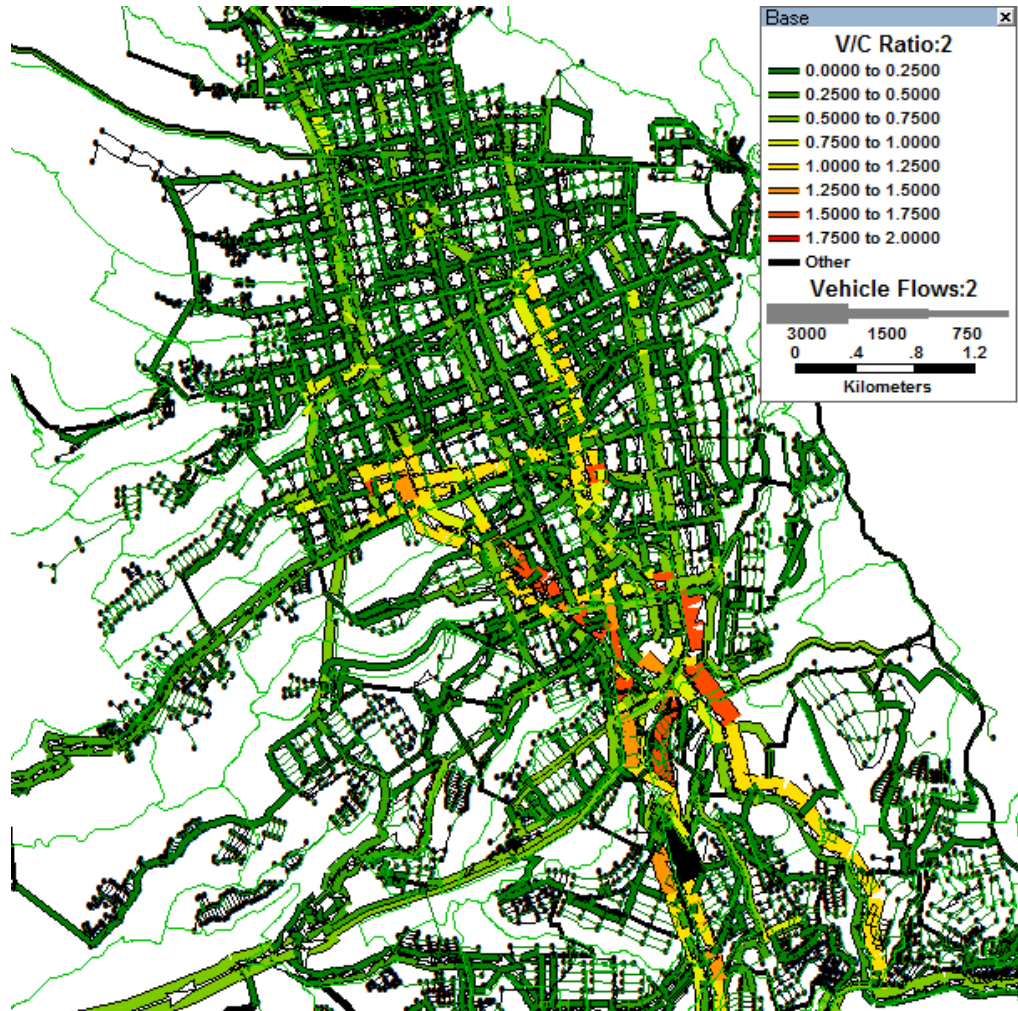 Base
V/C Ratio:2
0.0000 to 0.2500
0.2500 to 0.5000
0.5000 to 0.7500
0.7500 to 1.0000
1.0000 to 1.2500
1.2500 to 1.5000
1.5000 to 1.7500
1.7500 to 2.0000
Other
Vehicle Flows:2
3000 1500 750
0 .4 .8 1.2
Kilometers